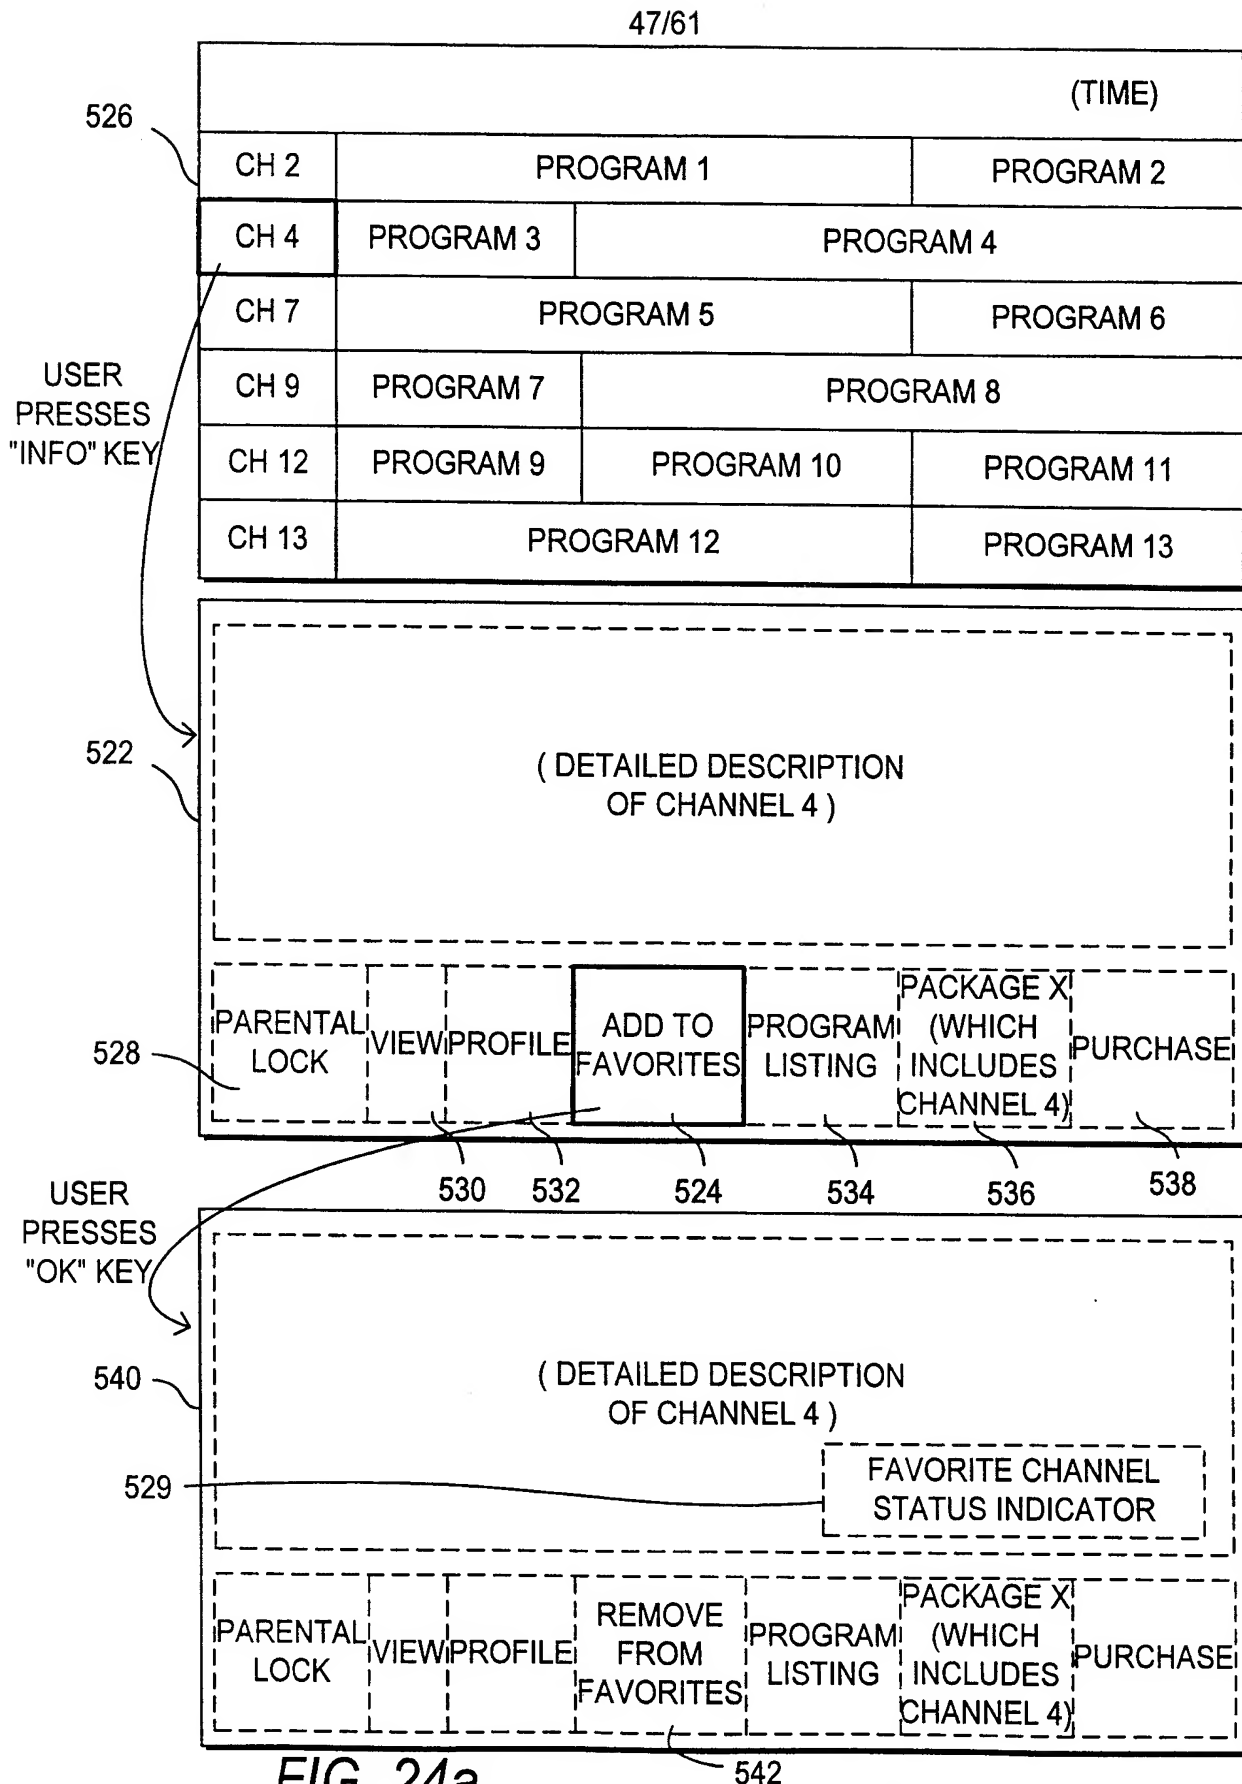 47/61
(TIME)
526
CH 2 PROGRAM 1 PROGRAM 2
CH 4 PROGRAM 3 PROGRAM 4
CH 7 PROGRAM 5 PROGRAM 6
USER
PRESSES
"INFO" KEY
CH 9 PROGRAM 7 PROGRAM 8
CH 12 PROGRAM 9 PROGRAM 10 PROGRAM 11
CH 13 PROGRAM 12 PROGRAM 13
522
( DETAILED DESCRIPTION
OF CHANNEL 4 )
528
PARENTAL
LOCK
VIEW
PROFILE
ADD TO
FAVORITES
PROGRAM
LISTING
PACKAGE X
(WHICH
INCLUDES
CHANNEL 4)
PURCHASE
530 532 524 534 536 538
USER
PRESSES
"OK" KEY
540
( DETAILED DESCRIPTION
OF CHANNEL 4 )
529
FAVORITE CHANNEL
STATUS INDICATOR
PARENTAL
LOCK
VIEW
PROFILE
REMOVE
FROM
FAVORITES
PROGRAM
LISTING
PACKAGE X
(WHICH
INCLUDES
CHANNEL 4)
PURCHASE
542
FIG. 24a